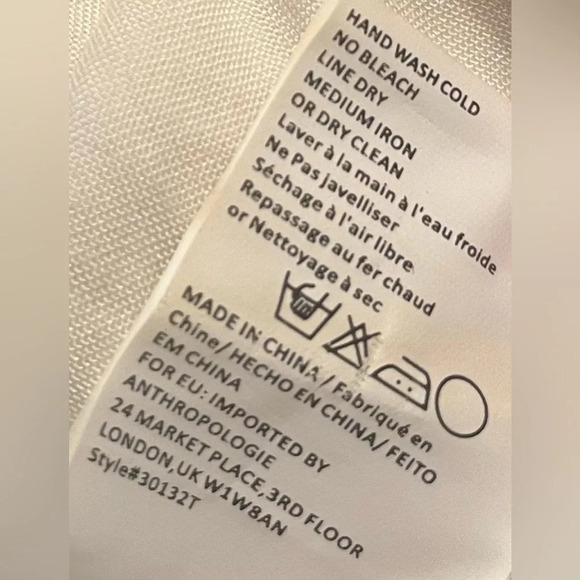 HAND WASH COLD
NO BLEACH
LINE DRY
MEDIUM IRON
OR DRY CLEAN
Laver à la main à l'eau froide
Ne Pas javelliser
Séchage à l'air libre
Repassage au fer chaud
or Nettoyage à sec
MADE IN CHINA / Fabriqué en
Chine/ HECHO EN CHINA/ FEITO
EM CHINA
FOR EU: IMPORTED BY
ANTHROPOLOGIE
24 MARKET PLACE,3RD FLOOR
LONDON,UK W1W8AN
Style#30132T